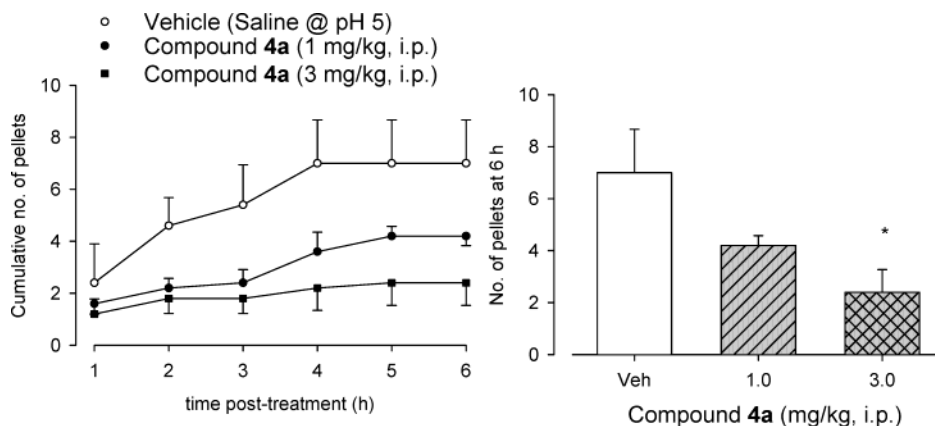 Vehicle (Saline @ pH 5)
Compound 4a (1 mg/kg, i.p.)
Compound 4a (3 mg/kg, i.p.)
Cumulative no. of pellets
10
8
6
4
2
0
1 2 3 4 5 6
time post-treatment (h)
No. of pellets at 6 h
10
8
6
4
2
0
*
Veh 1.0 3.0
Compound 4a (mg/kg, i.p.)